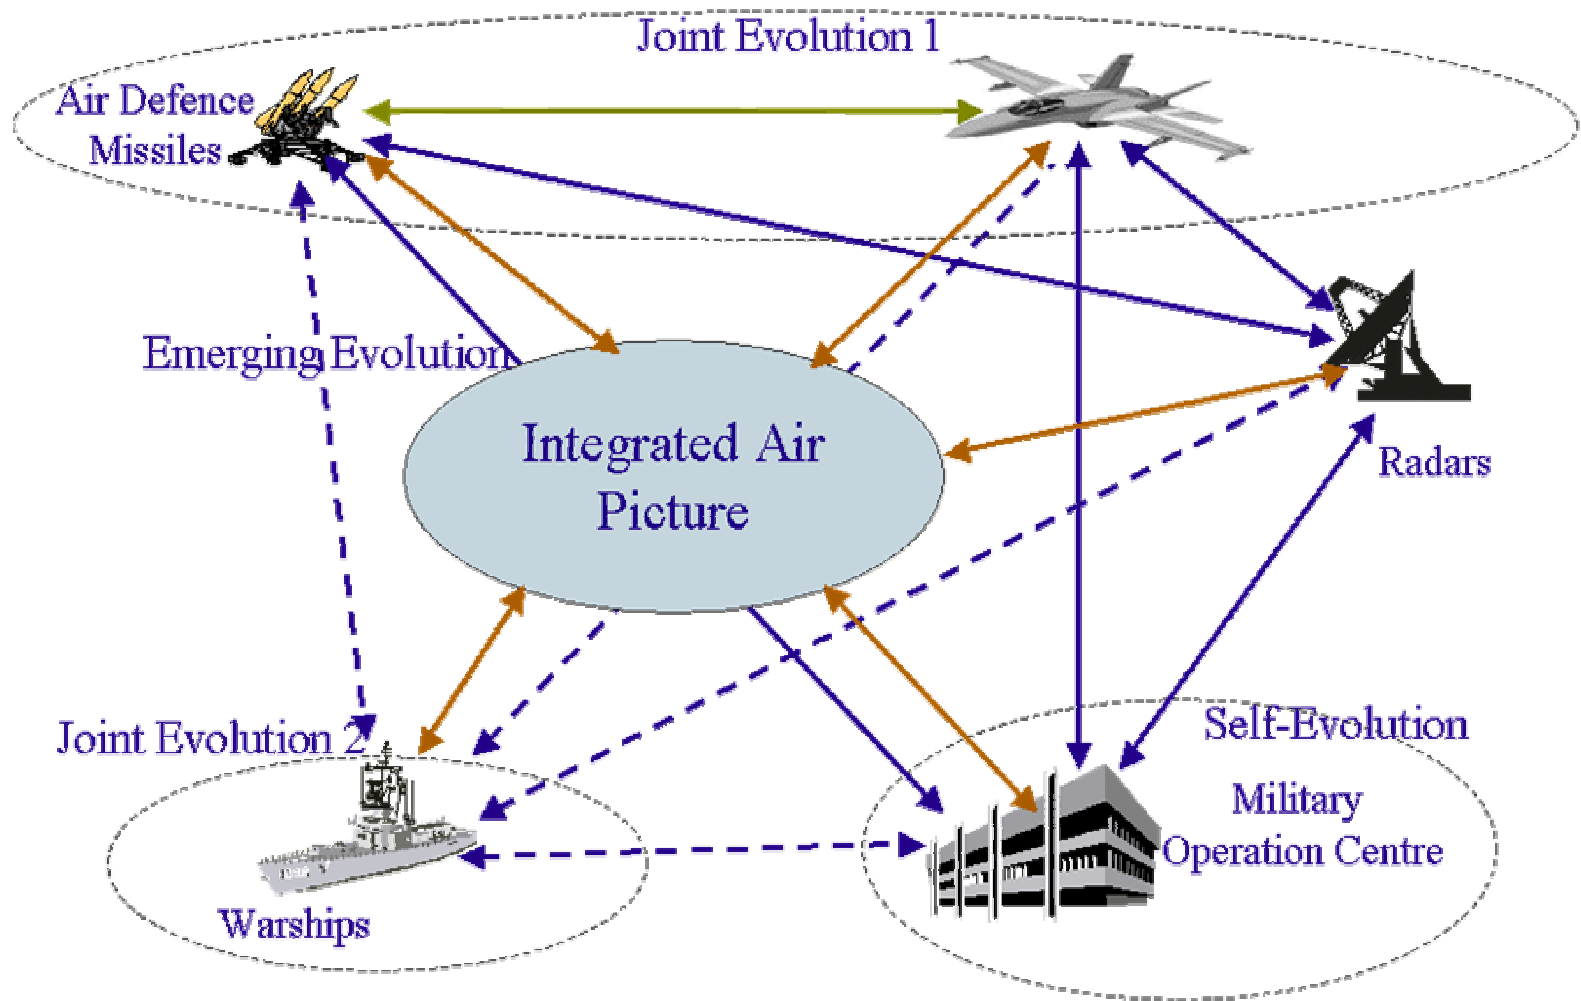 Joint Evolution 1
Air Defence
Missiles
Emerging Evolution
Integrated Air
Picture
Radars
Joint Evolution 2
Self-Evolution
Military
Operation Centre
Warships